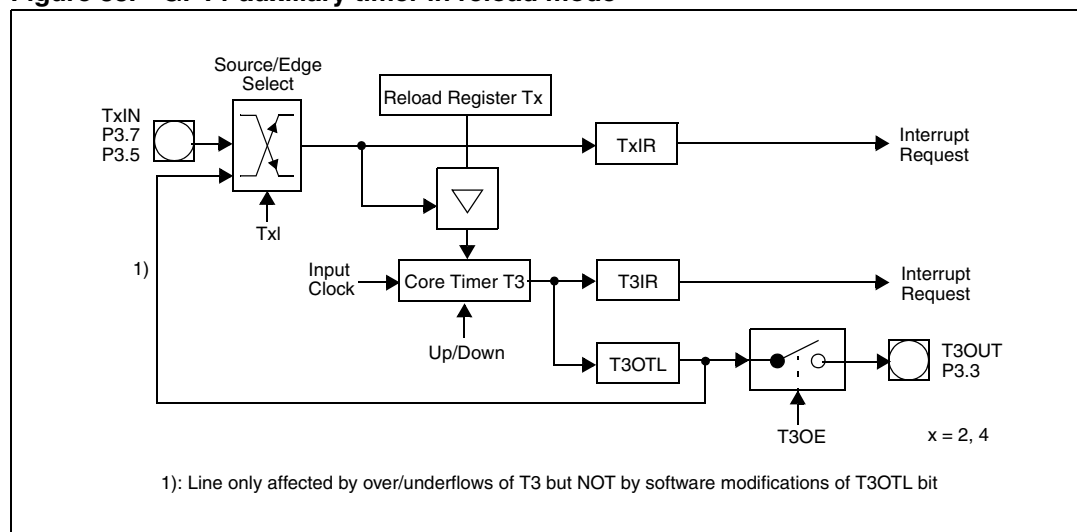 Source/Edge
Select
Reload Register Tx
TxIN
P3.7
P3.5
TxIR
Interrupt
Request
TxI
1)
Input
Clock
Core Timer T3
T3IR
Interrupt
Request
Up/Down
T3OTL
T3OUT
P3.3
T3OE
x = 2, 4
1): Line only affected by over/underflows of T3 but NOT by software modifications of T3OTL bit